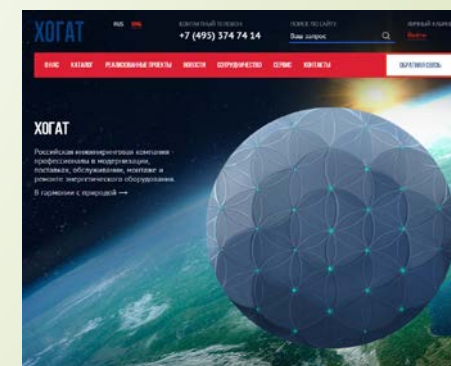 ХОГАТ
RUS ENG
КОНТАКТНЫЙ ТЕЛЕФОН
+7 (495) 374 74 14
ПОИСК ПО САЙТУ
Ваш запрос
ЛИЧНЫЙ КАБИНЕ
Войти
О НАС КАТАЛОГ РЕАЛИЗОВАННЫЕ ПРОЕКТЫ НОВОСТИ СОТРУДНИЧЕСТВО СЕРВИС КОНТАКТЫ
ОБРАТНАЯ СВЯЗЬ
ХОГАТ
Российская инжиниринговая компания -
профессионалы в модернизации,
поставках, обслуживании, монтаже и
ремонте энергетического оборудования.
В гармонии с природой →